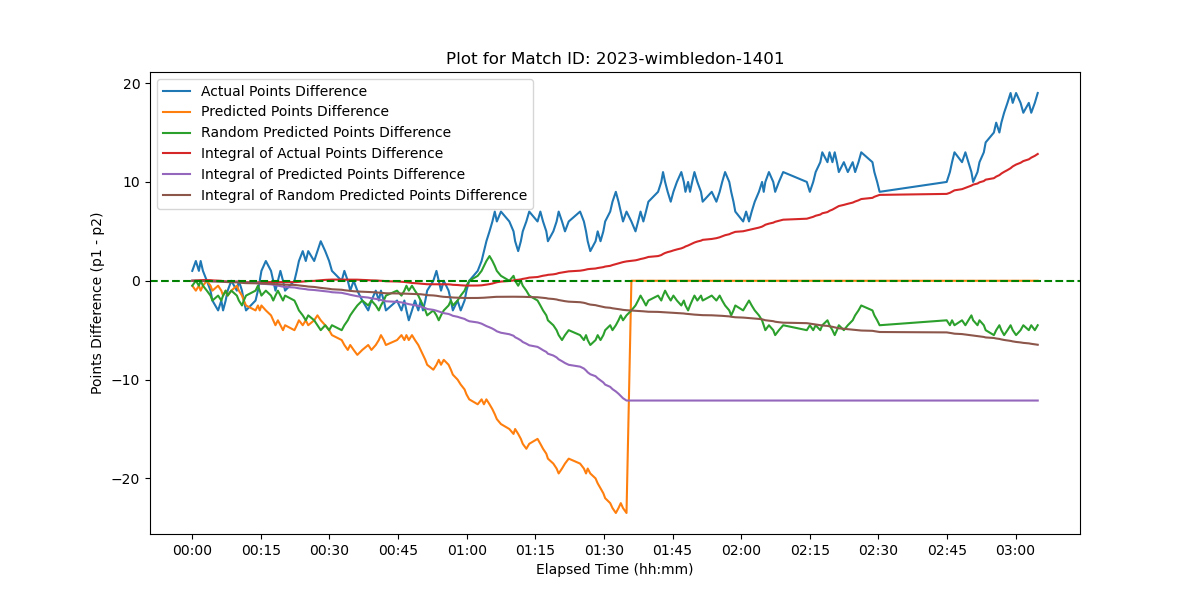 Plot for Match ID: 2023-wimbledon-1401
Actual Points Difference
Predicted Points Difference
Random Predicted Points Difference
Integral of Actual Points Difference
Integral of Predicted Points Difference
Integral of Random Predicted Points Difference
Points Difference (p1 - p2)
20
10
0
−10
−20
00:00 00:15 00:30 00:45 01:00 01:15 01:30 01:45 02:00 02:15 02:30 02:45 03:00
Elapsed Time (hh:mm)